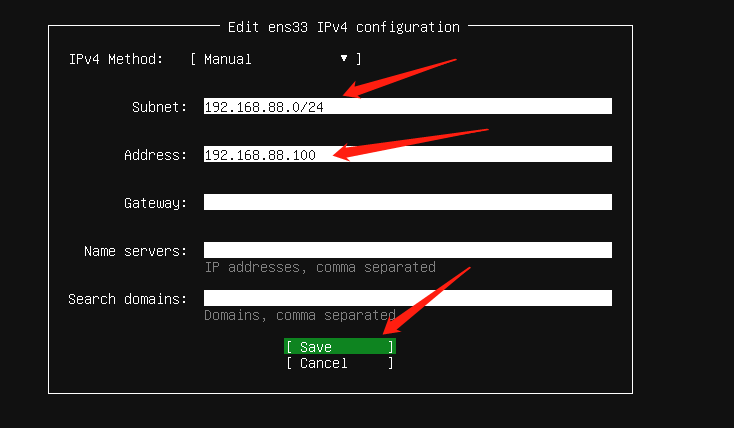 Edit ens33 IPv4 configuration
IPv4 Method: [ Manual ▼ ]
Subnet: 192.168.88.0/24
Address: 192.168.88.100
Gateway:
Name servers:
IP addresses, comma separated
Search domains:
Domains, comma separated
[ Save ]
[ Cancel ]